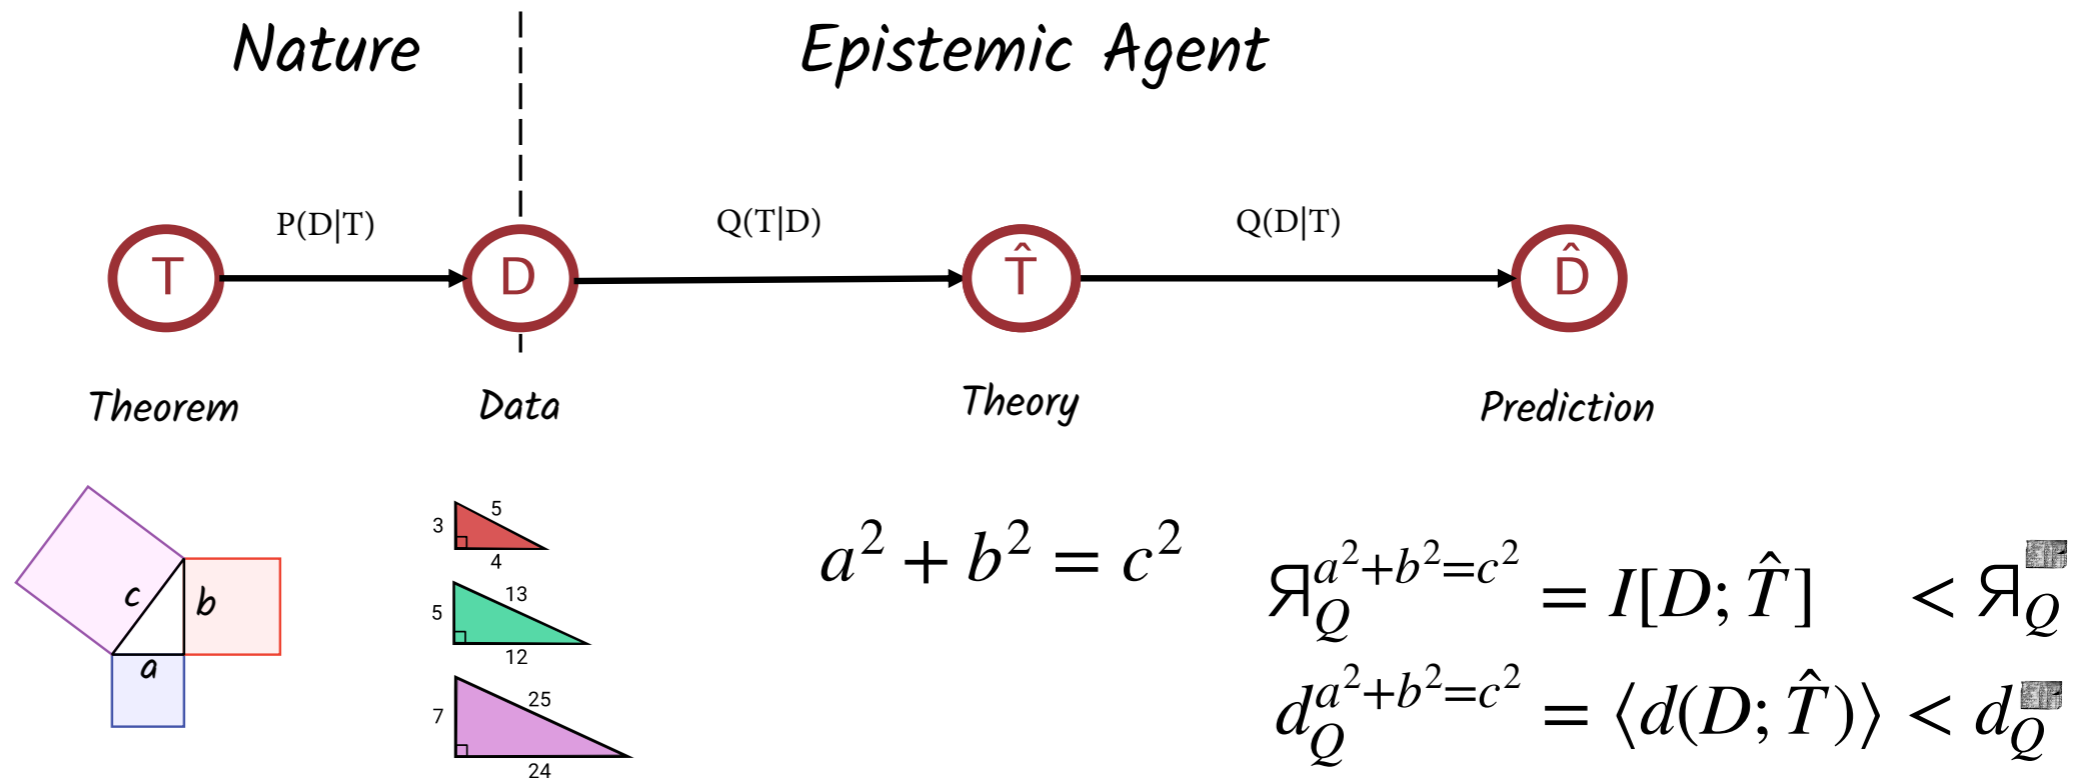 Nature
Epistemic Agent
P(D|T)
Q(T|D)
Q(D|T)
T
D
T̂
D̂
Theorem
Data
Theory
Prediction
c
b
a
3
5
4
5
13
12
7
25
24
a² + b² = c²
Я_Q^{a²+b²=c²} = I[D; T̂] < Я_Q
d_Q^{a²+b²=c²} = ⟨d(D; T̂)⟩ < d_Q